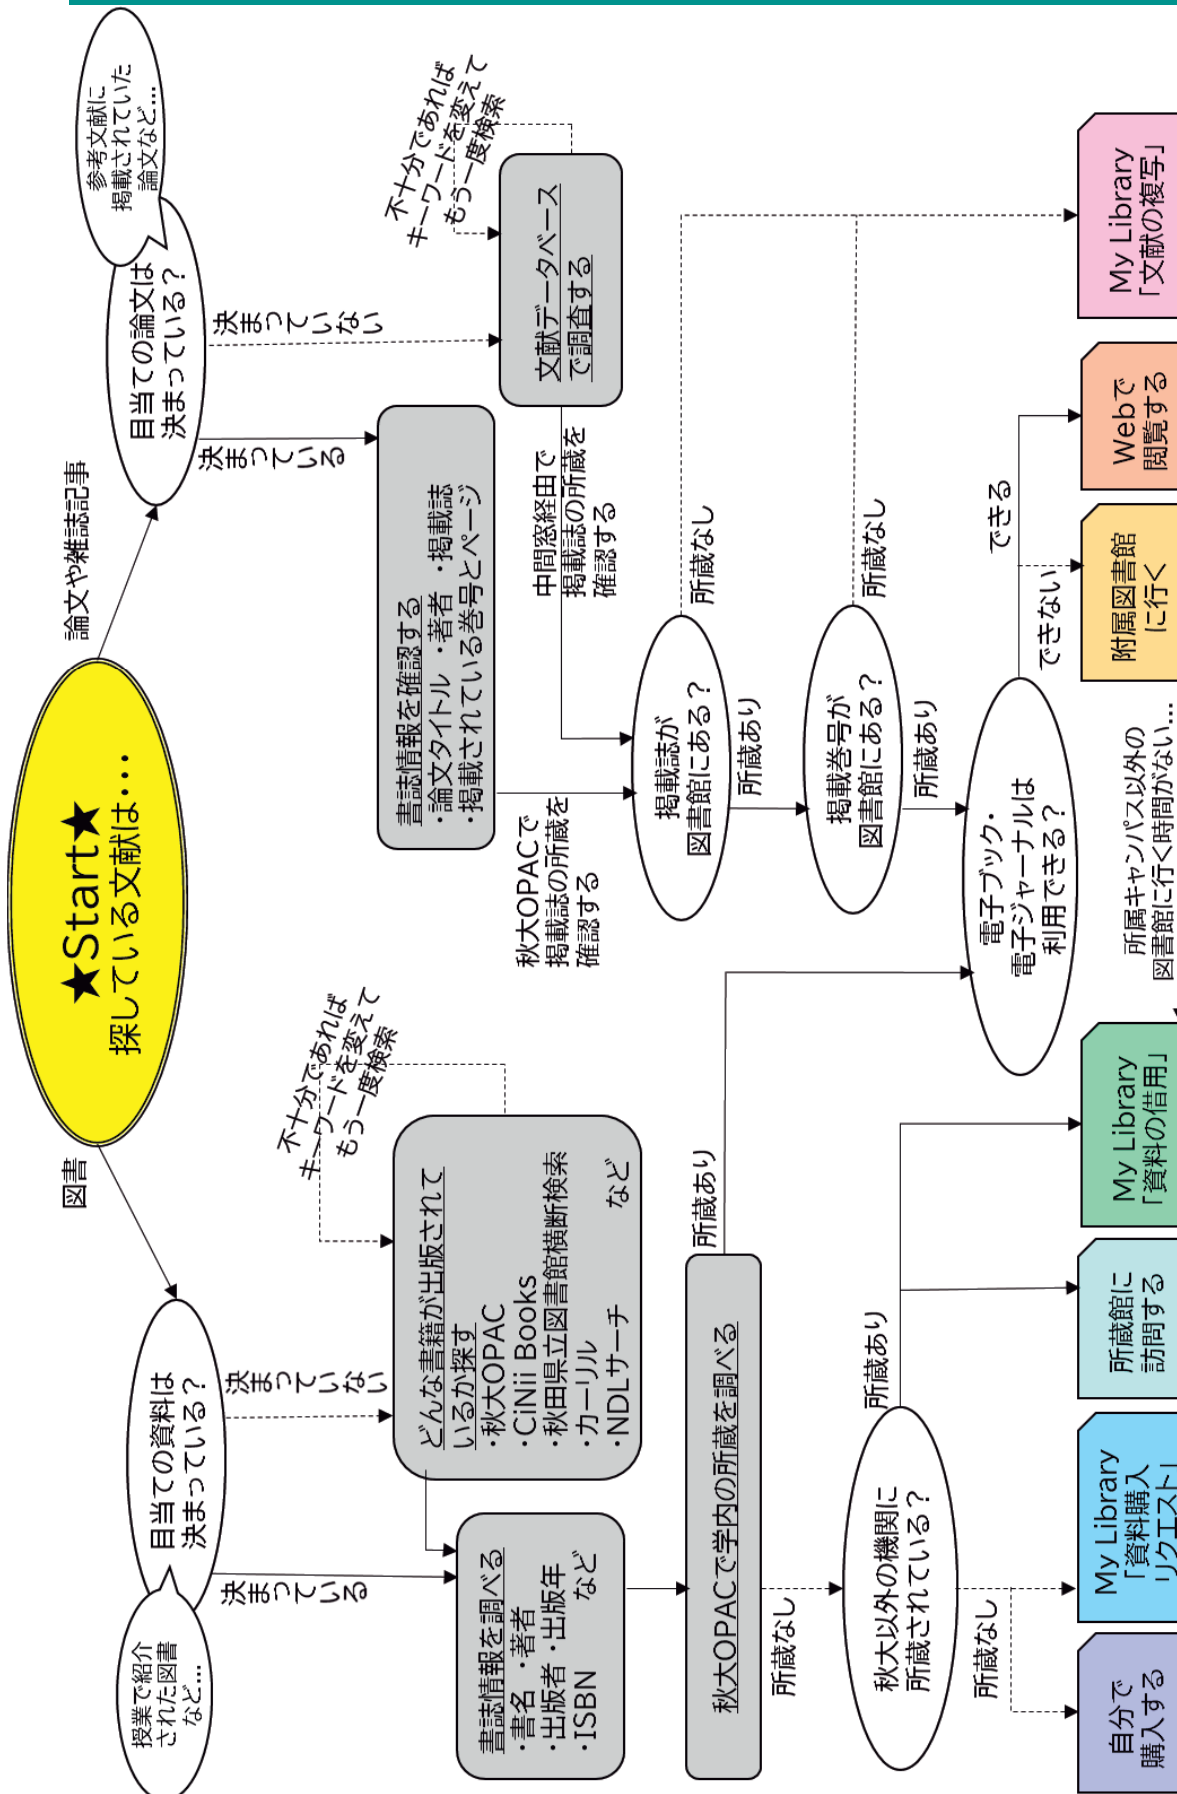 ★Start★
探している文献は…
図書
論文や雑誌記事
授業で紹介
された図書
など…
目当ての資料は
決まっている？
決まっている
決まっていない
不十分であれば
キーワードを変えて
もう一度検索
どんな書籍が出版されて
いるか探す
・秋大OPAC
・CiNii Books
・秋田県立図書館横断検索
・カーリル
・NDLサーチ　など
書誌情報を調べる
・書名　・著者
・出版者・出版年
・ISBN　など
秋大OPACで学内の所蔵を調べる
所蔵あり
所蔵なし
秋大以外の機関に
所蔵されている？
所蔵あり
所蔵なし
参考文献に
掲載されていた
論文など…
目当ての論文は
決まっている？
決まっている
決まっていない
不十分であれば
キーワードを変えて
もう一度検索
文献データベース
で調査する
書誌情報を確認する
・論文タイトル　・著者　・掲載誌
・掲載されている巻号とページ
秋大OPACで
掲載誌の所蔵を
確認する
中間窓経由で
掲載誌の所蔵を
確認する
掲載誌が
図書館にある？
所蔵なし
所蔵あり
掲載巻号が
図書館にある？
所蔵なし
所蔵あり
電子ブック・
電子ジャーナルは
利用できる？
できる
できない
所属キャンパス以外の
図書館に行く時間がない…
自分で
購入する
My Library
「資料購入
リクエスト」
所蔵館に
訪問する
My Library
「資料の借用」
附属図書館
に行く
Webで
閲覧する
My Library
「文献の複写」